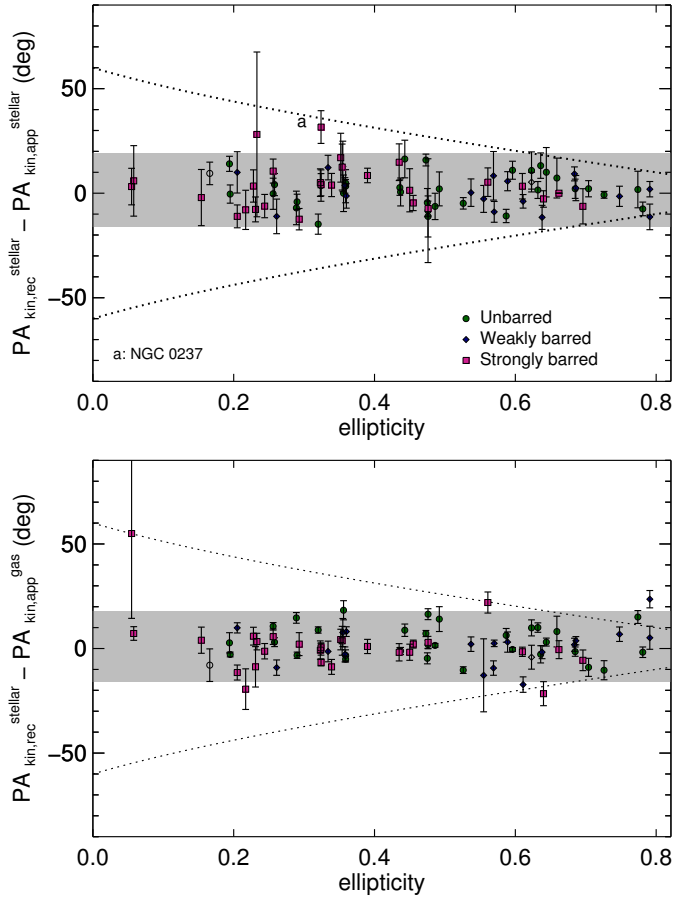 PA kin,rec stellar − PA kin,app stellar (deg)
50
0
−50
a
Unbarred
Weakly barred
Strongly barred
a: NGC 0237
0.0 0.2 0.4 0.6 0.8
ellipticity
PA kin,rec stellar − PA kin,app gas (deg)
50
0
−50
0.0 0.2 0.4 0.6 0.8
ellipticity